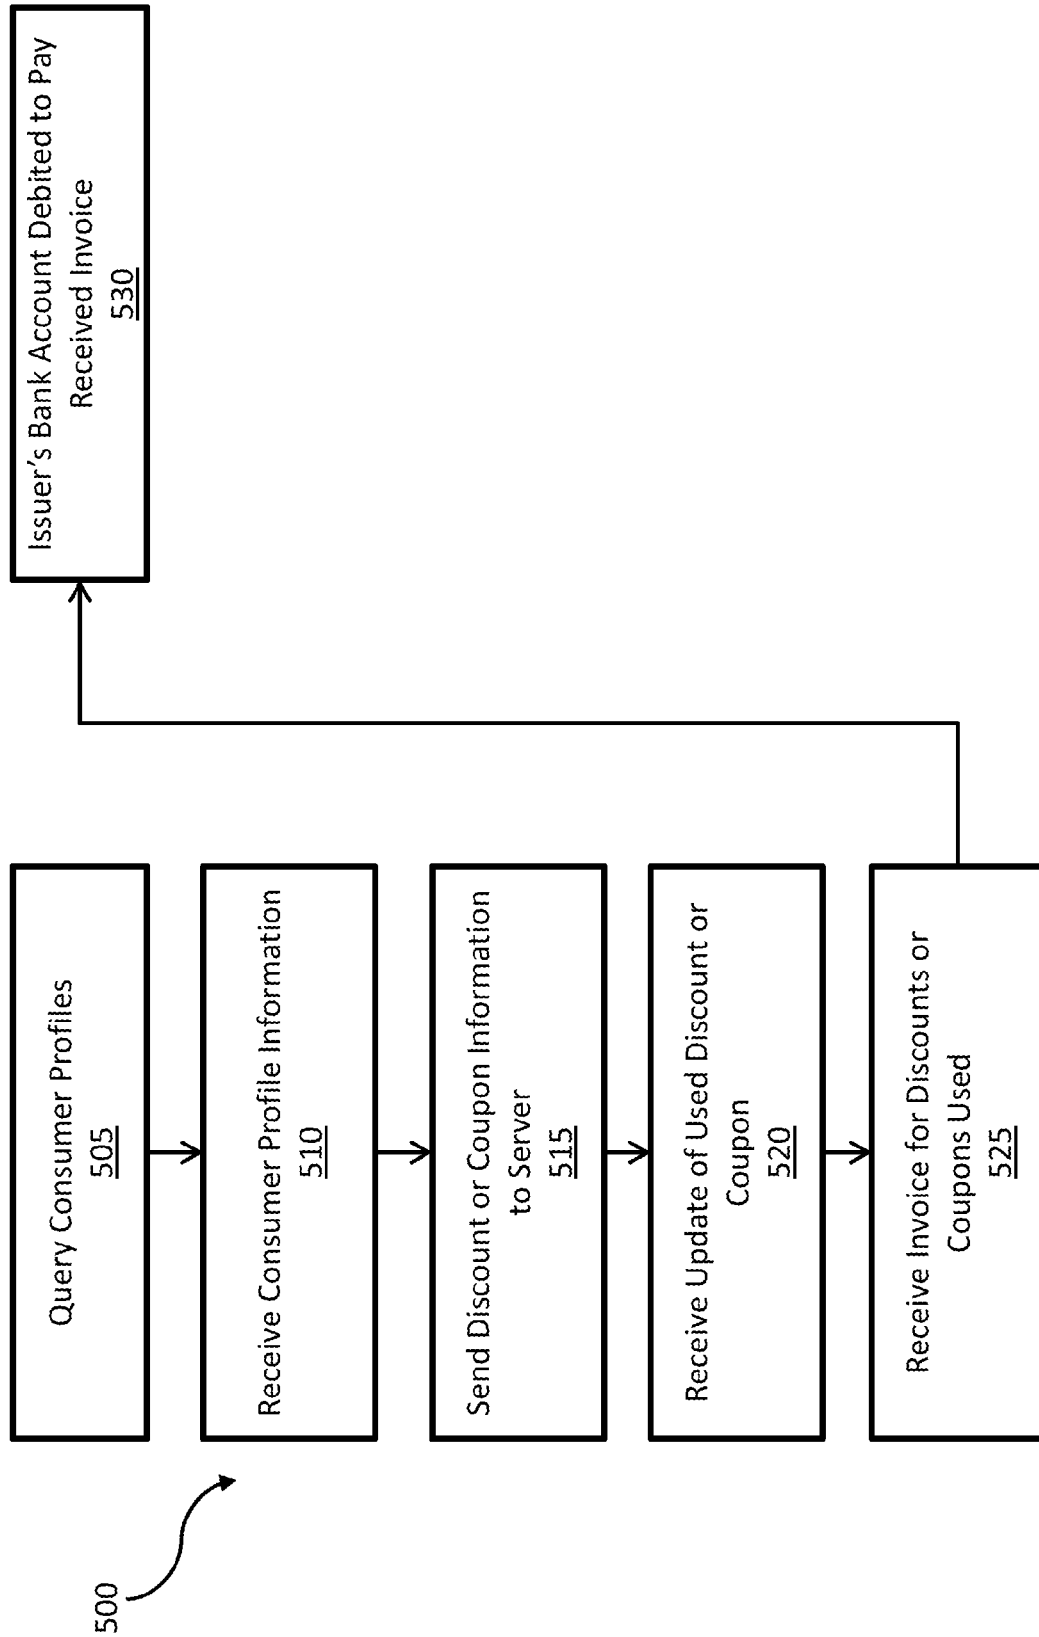 500
Query Consumer Profiles
505
Receive Consumer Profile Information
510
Send Discount or Coupon Information
to Server
515
Receive Update of Used Discount or
Coupon
520
Receive Invoice for Discounts or
Coupons Used
525
Issuer’s Bank Account Debited to Pay
Received Invoice
530